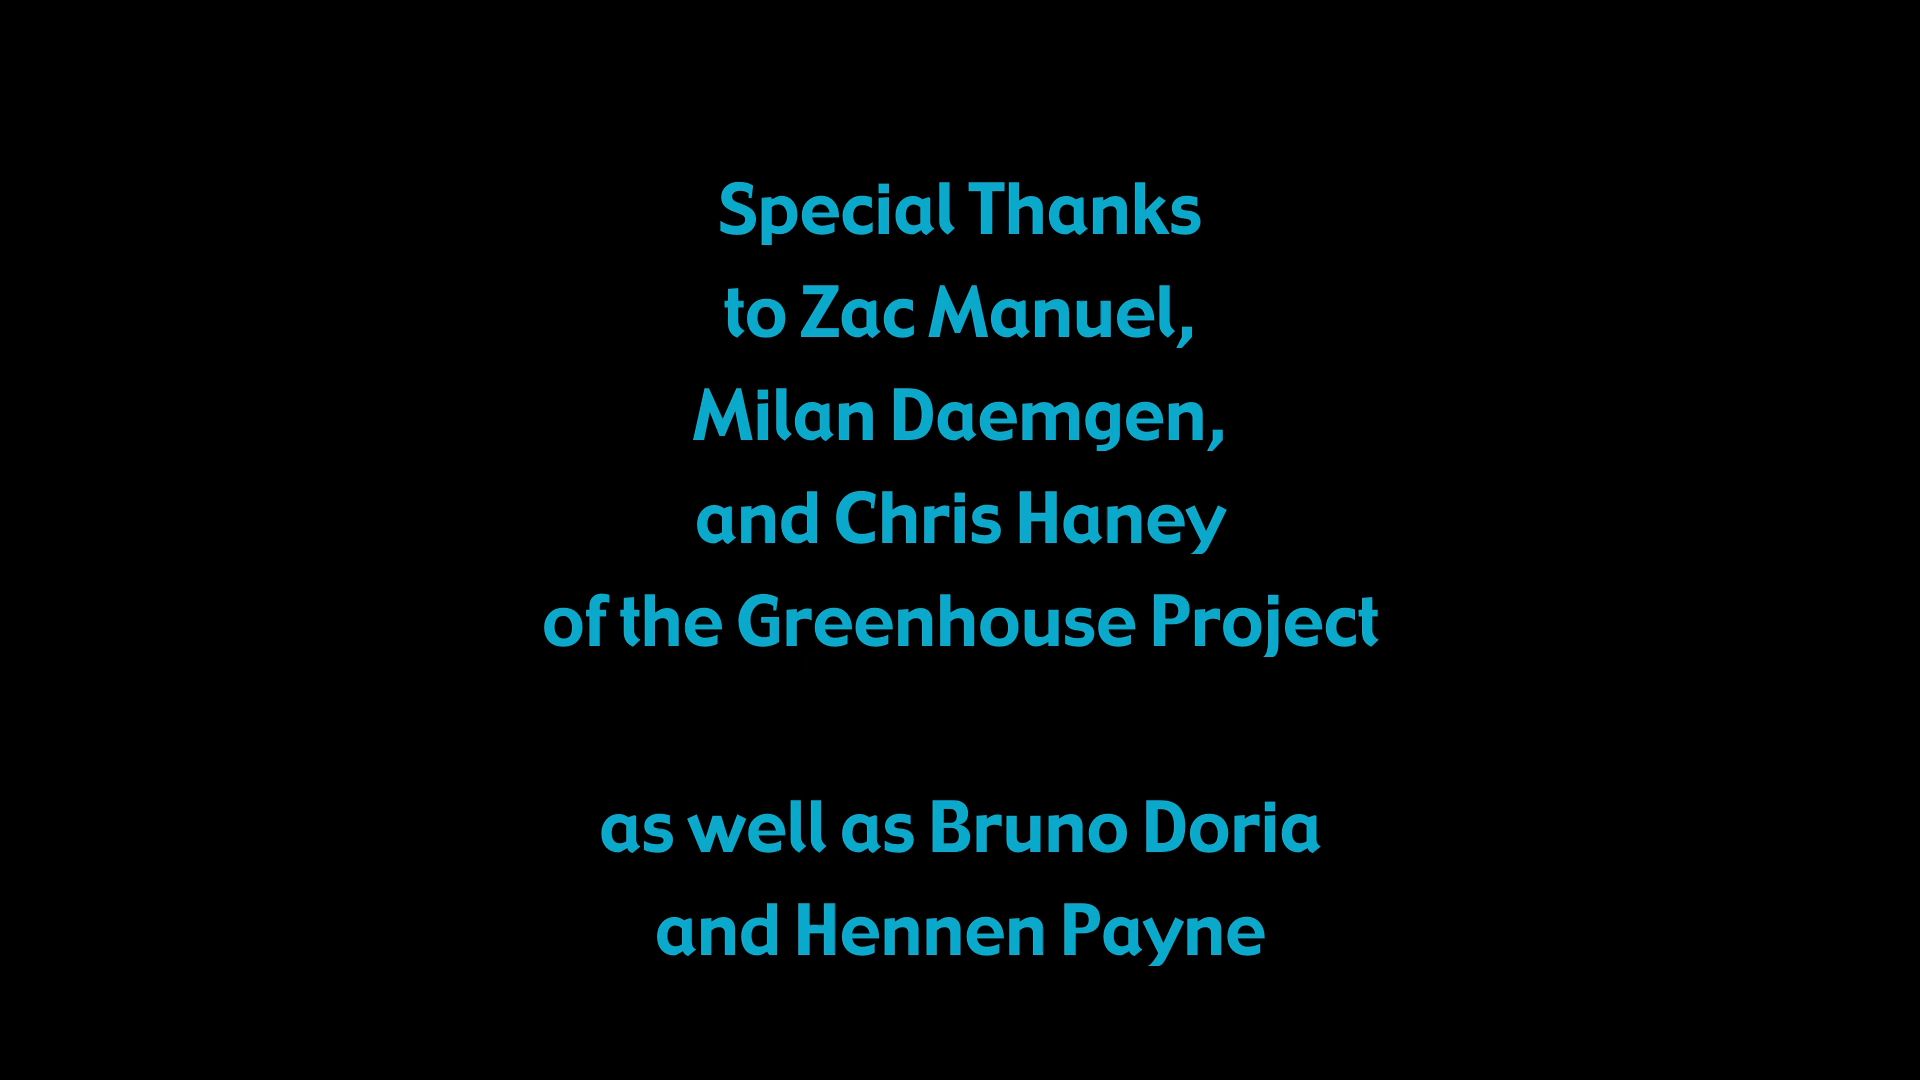 Special Thanks
to Zac Manuel,
Milan Daemgen,
and Chris Haney
of the Greenhouse Project
as well as Bruno Doria
and Hennen Payne